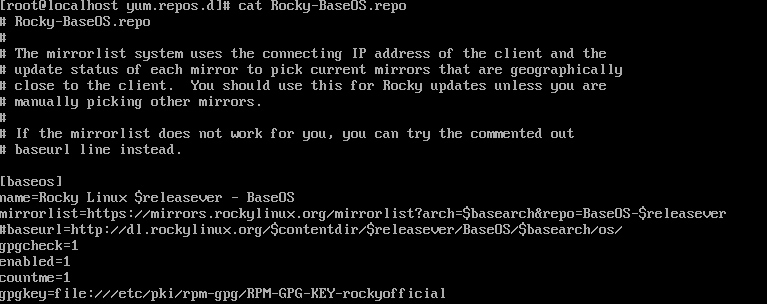 [root@localhost yum.repos.d]# cat Rocky-BaseOS.repo
# Rocky-BaseOS.repo
#
# The mirrorlist system uses the connecting IP address of the client and the
# update status of each mirror to pick current mirrors that are geographically
# close to the client.  You should use this for Rocky updates unless you are
# manually picking other mirrors.
#
# If the mirrorlist does not work for you, you can try the commented out
# baseurl line instead.

[baseos]
name=Rocky Linux $releasever - BaseOS
mirrorlist=https://mirrors.rockylinux.org/mirrorlist?arch=$basearch&repo=BaseOS-$releasever
#baseurl=http://dl.rockylinux.org/$contentdir/$releasever/BaseOS/$basearch/os/
gpgcheck=1
enabled=1
countme=1
gpgkey=file:///etc/pki/rpm-gpg/RPM-GPG-KEY-rockyofficial